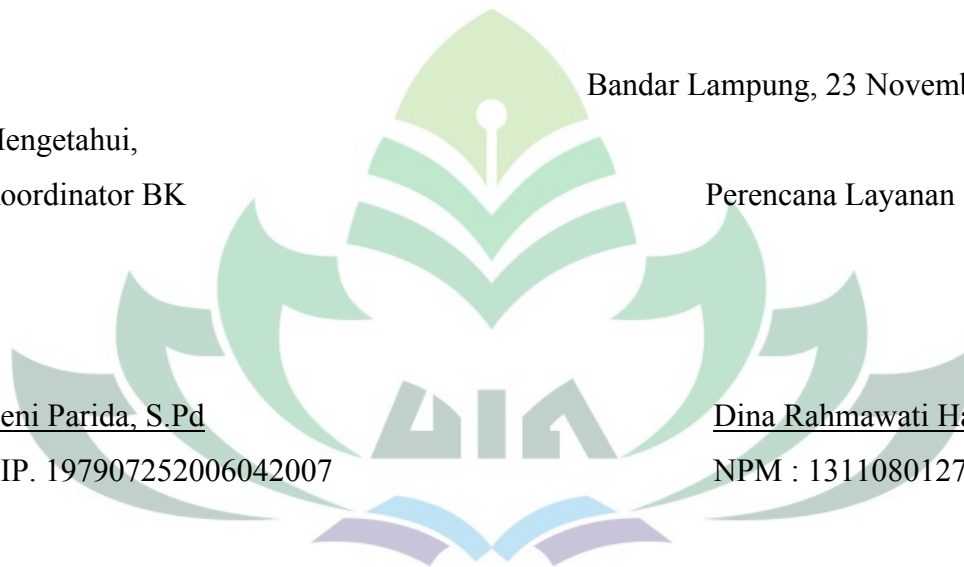 Bandar Lampung, 23 Novemb
engetahui,
oordinator BK Perencana Layanan
eni Parida, S.Pd Dina Rahmawati Ha
IP. 197907252006042007 NPM : 1311080127
UIN